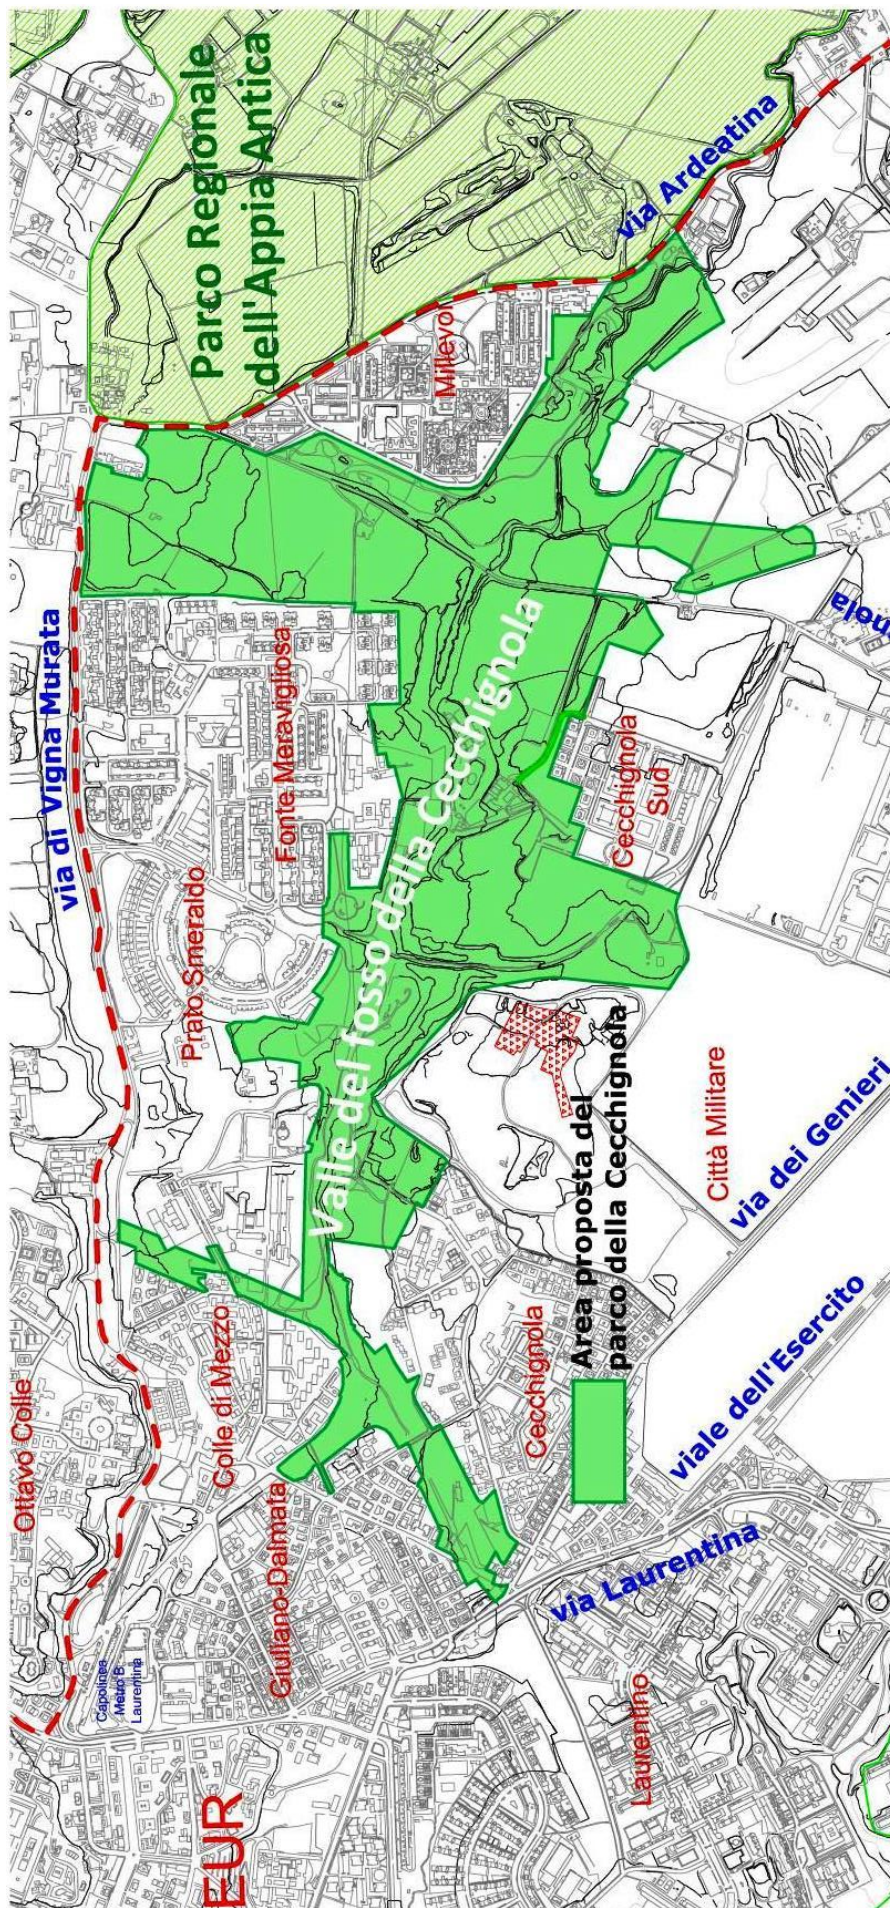 Parco Regionale
dell'Appia Antica
via Ardeatina
Millevoi
via di Vigna Murata
Fonte Meravigliosa
Prato Smeraldo
Valle del fosso della Cecchignola
Cecchignola
Sud
Città Militare
via dei Genieri
Area proposta del
parco della Cecchignola
viale dell'Esercito
Cecchignola
Colle di Mezzo
Ottavo Colle
Giuliano-Dalmata
via Laurentina
Laurentino
Capolinea
Metro B
Laurentina
EUR
nola